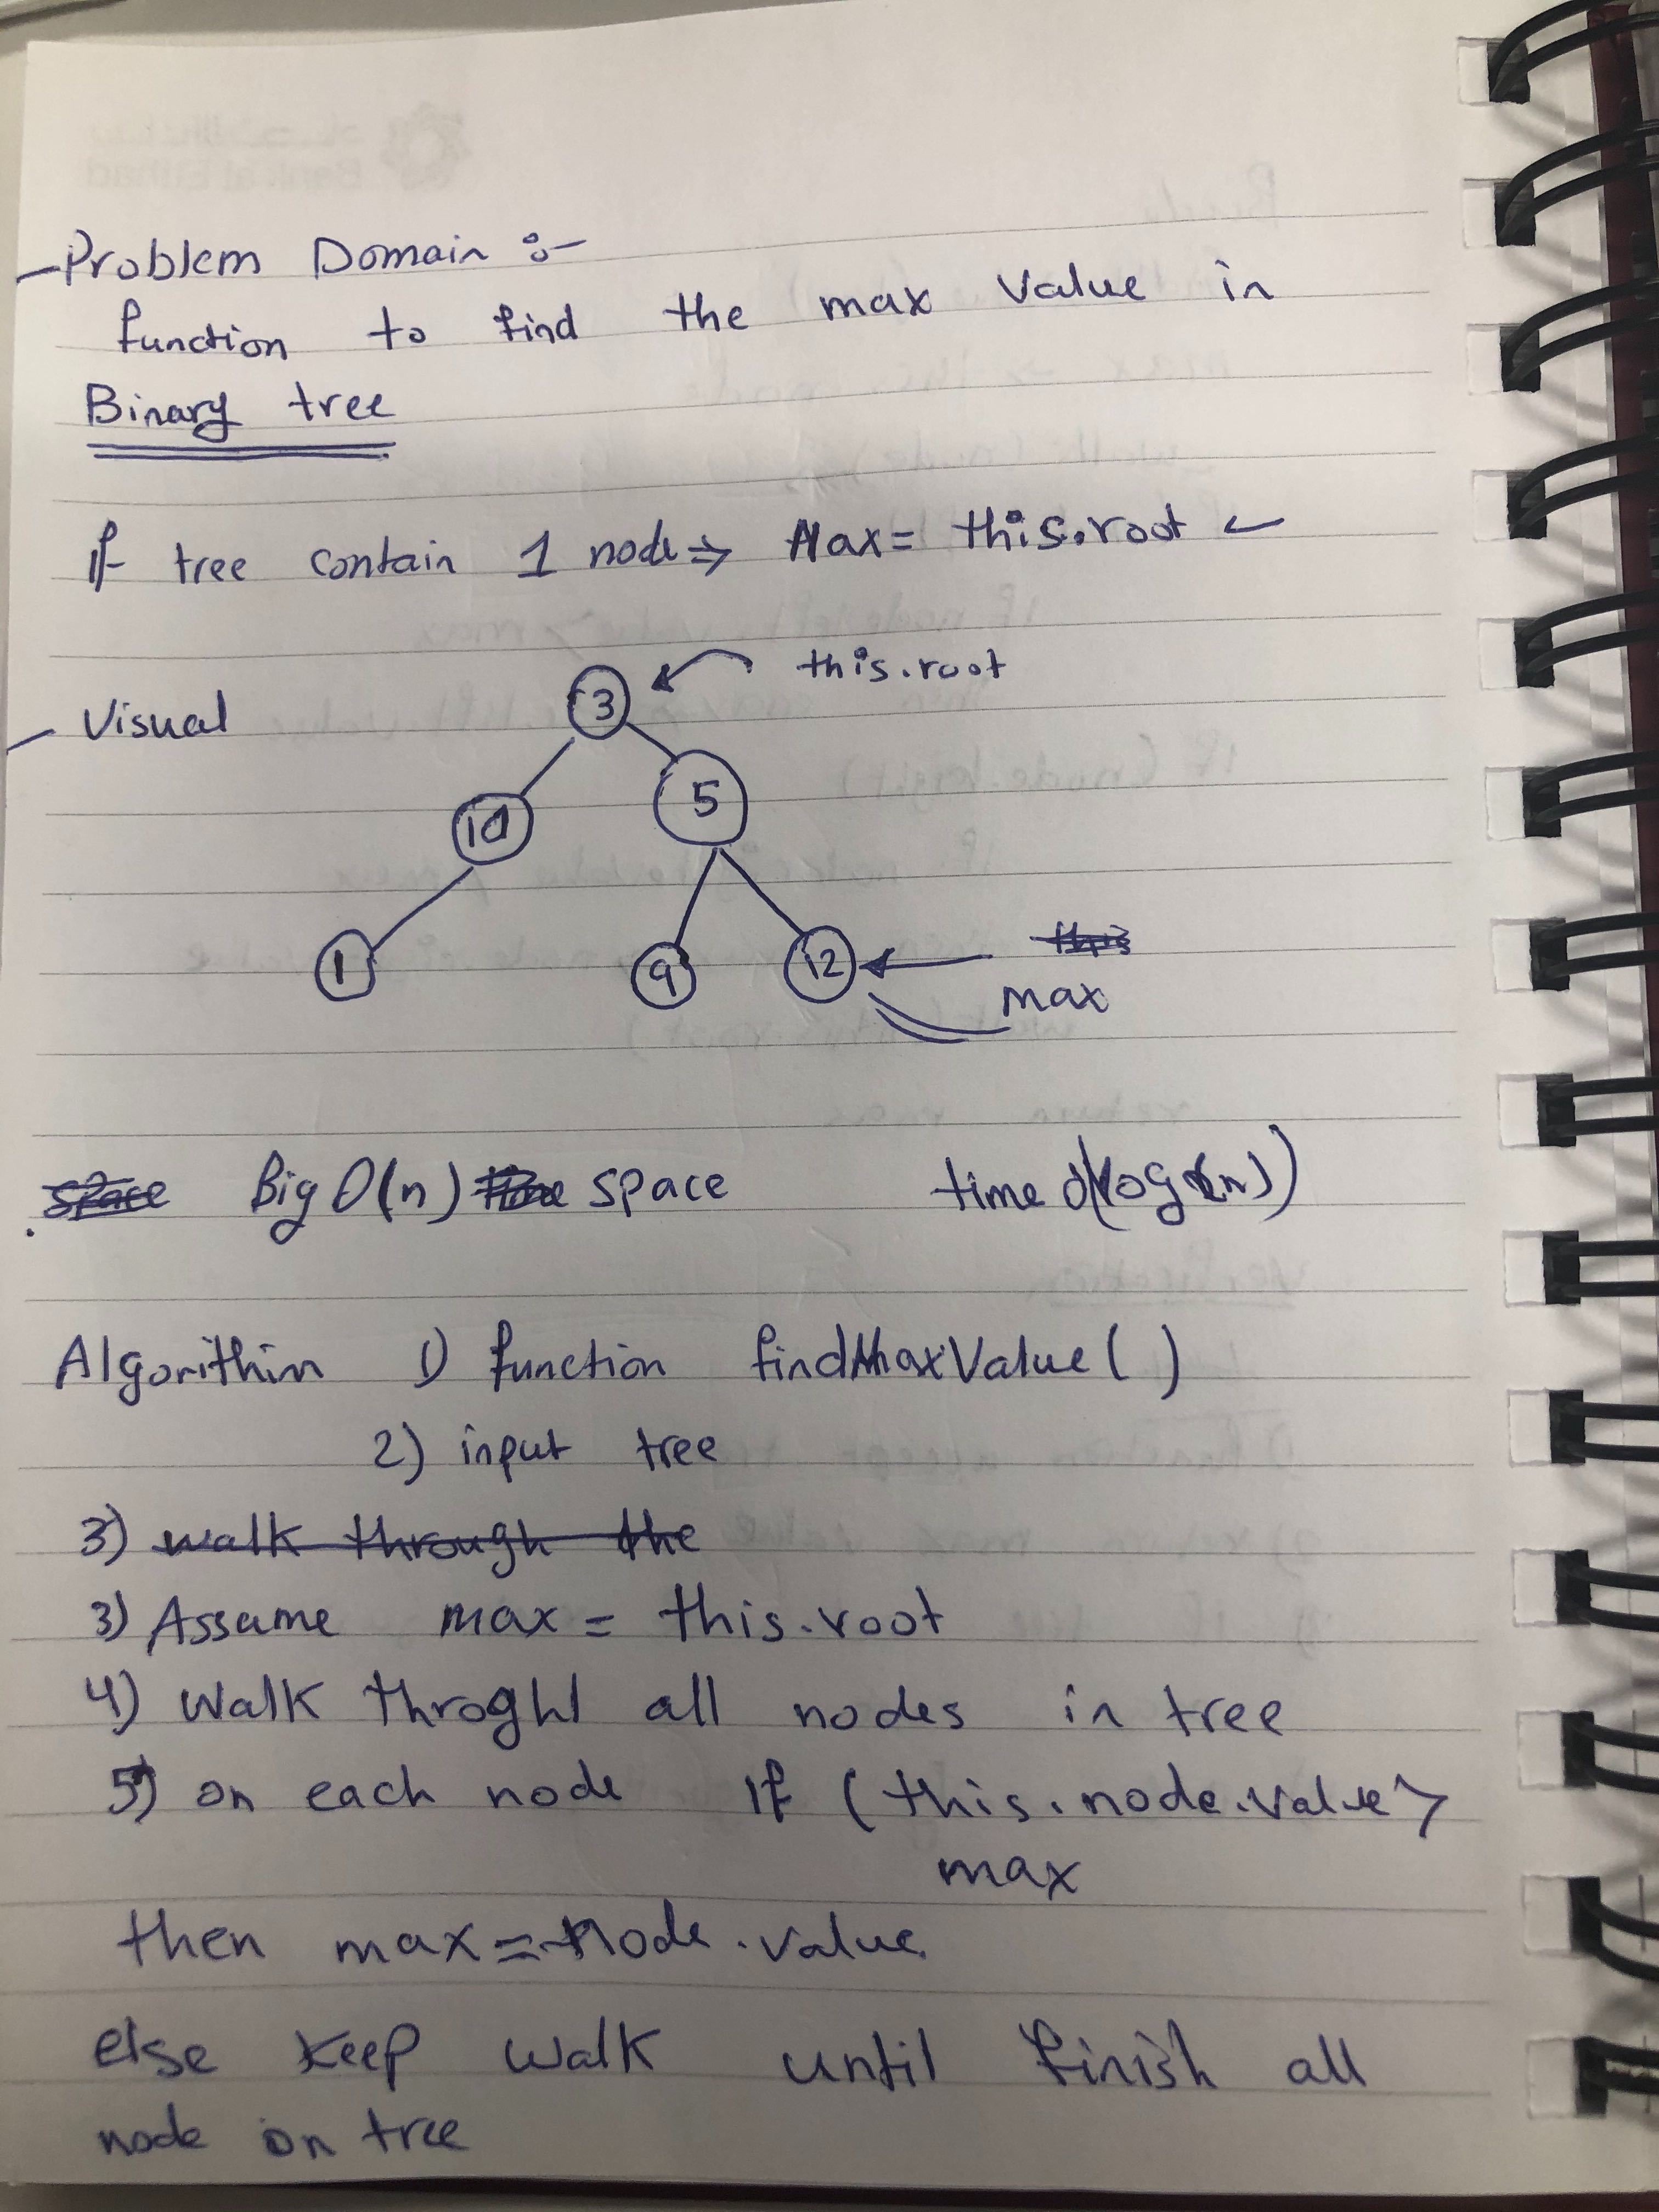 -Problem Domain :-
function to find the max value in
Binary tree
if tree contain 1 node => Max= this.root ←
- Visual
3 this.root
10 5
1 9 12
this
max
space Big O(n) time space time O(log(n))
Algorithim 1) function findMaxValue( )
2) input tree
3) walk through the
3) Assume max = this.root
4) Walk throghl all nodes in tree
5) on each node if (this.node.value >
max
then max = node.value
else keep walk until finish all
node on tree